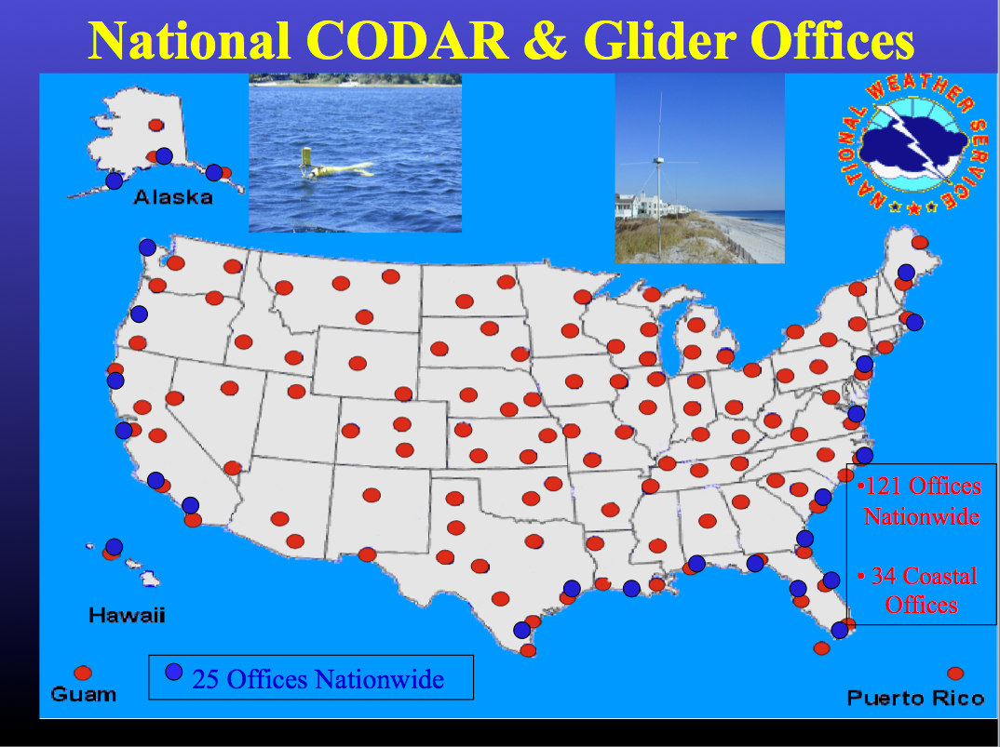 National CODAR & Glider Offices
NATIONAL WEATHER SERVICE
Alaska
•121 Offices
Nationwide
• 34 Coastal
Offices
Hawaii
25 Offices Nationwide
Guam
Puerto Rico